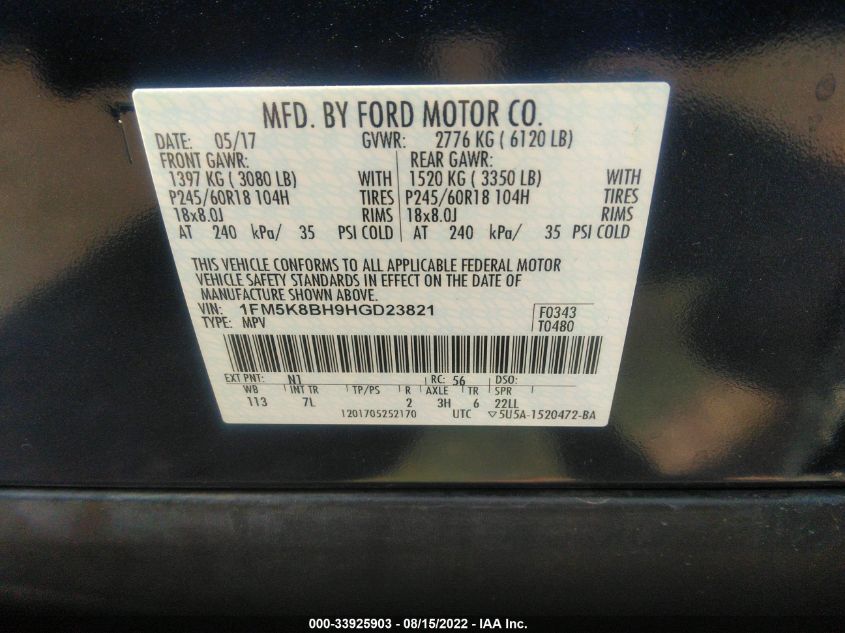 MFD. BY FORD MOTOR CO.
DATE: 05/17 GVWR: 2776 KG ( 6120 LB)
FRONT GAWR: REAR GAWR:
1397 KG ( 3080 LB) WITH 1520 KG ( 3350 LB) WITH
P245/60R18 104H TIRES P245/60R18 104H TIRES
18x8.0J RIMS 18x8.0J RIMS
AT 240 kPa/ 35 PSI COLD AT 240 kPa/ 35 PSI COLD
THIS VEHICLE CONFORMS TO ALL APPLICABLE FEDERAL MOTOR
VEHICLE SAFETY STANDARDS IN EFFECT ON THE DATE OF
MANUFACTURE SHOWN ABOVE.
VIN: 1FM5K8BH9HGD23821 F0343
TYPE: MPV T0480
EXT PNT: N1 RC: 56 DSO:
WB INT TR TP/PS R AXLE TR SPR
113 7L 2 3H 6 22LL
1201705252170 UTC ▽5U5A-1520472-BA
000-33925903 - 08/15/2022 - IAA Inc.